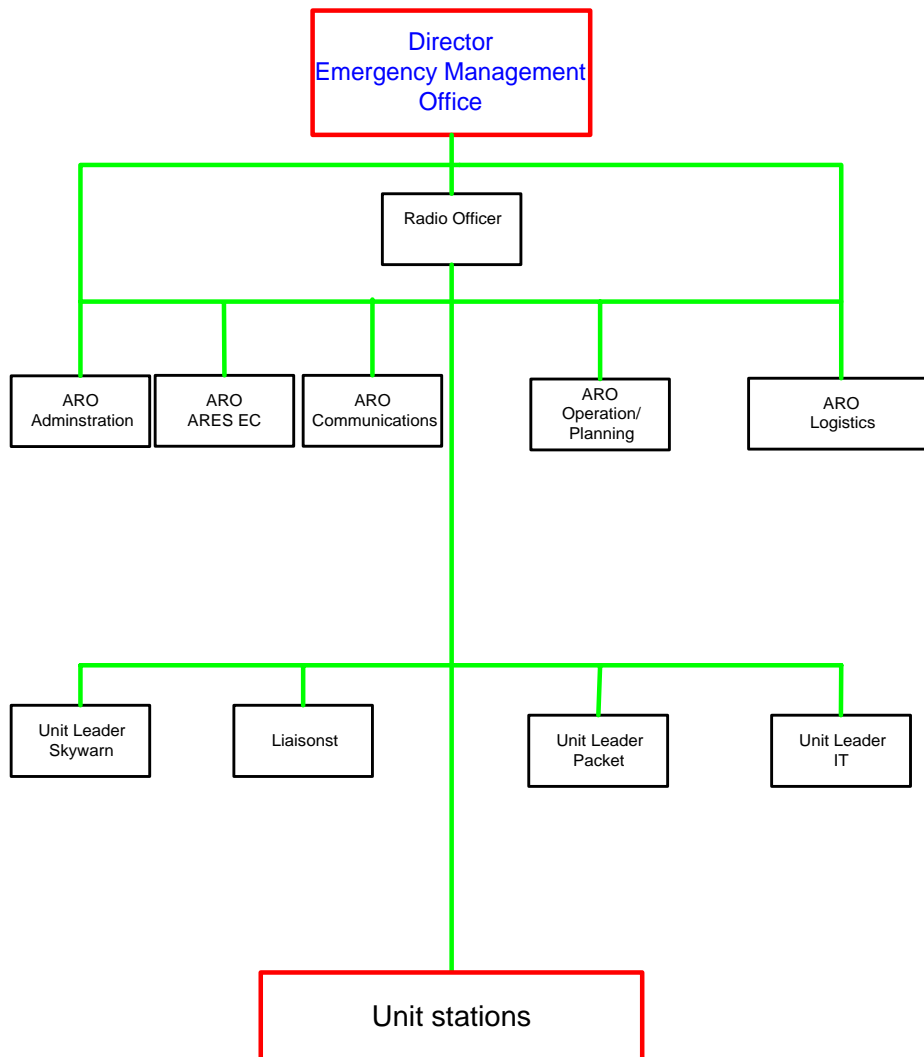 Director
Emergency Management
Office
Radio Officer
ARO
Adminstration
ARO
ARES EC
ARO
Communications
ARO
Operation/
Planning
ARO
Logistics
Unit Leader
Skywarn
Liaisonst
Unit Leader
Packet
Unit Leader
IT
Unit stations